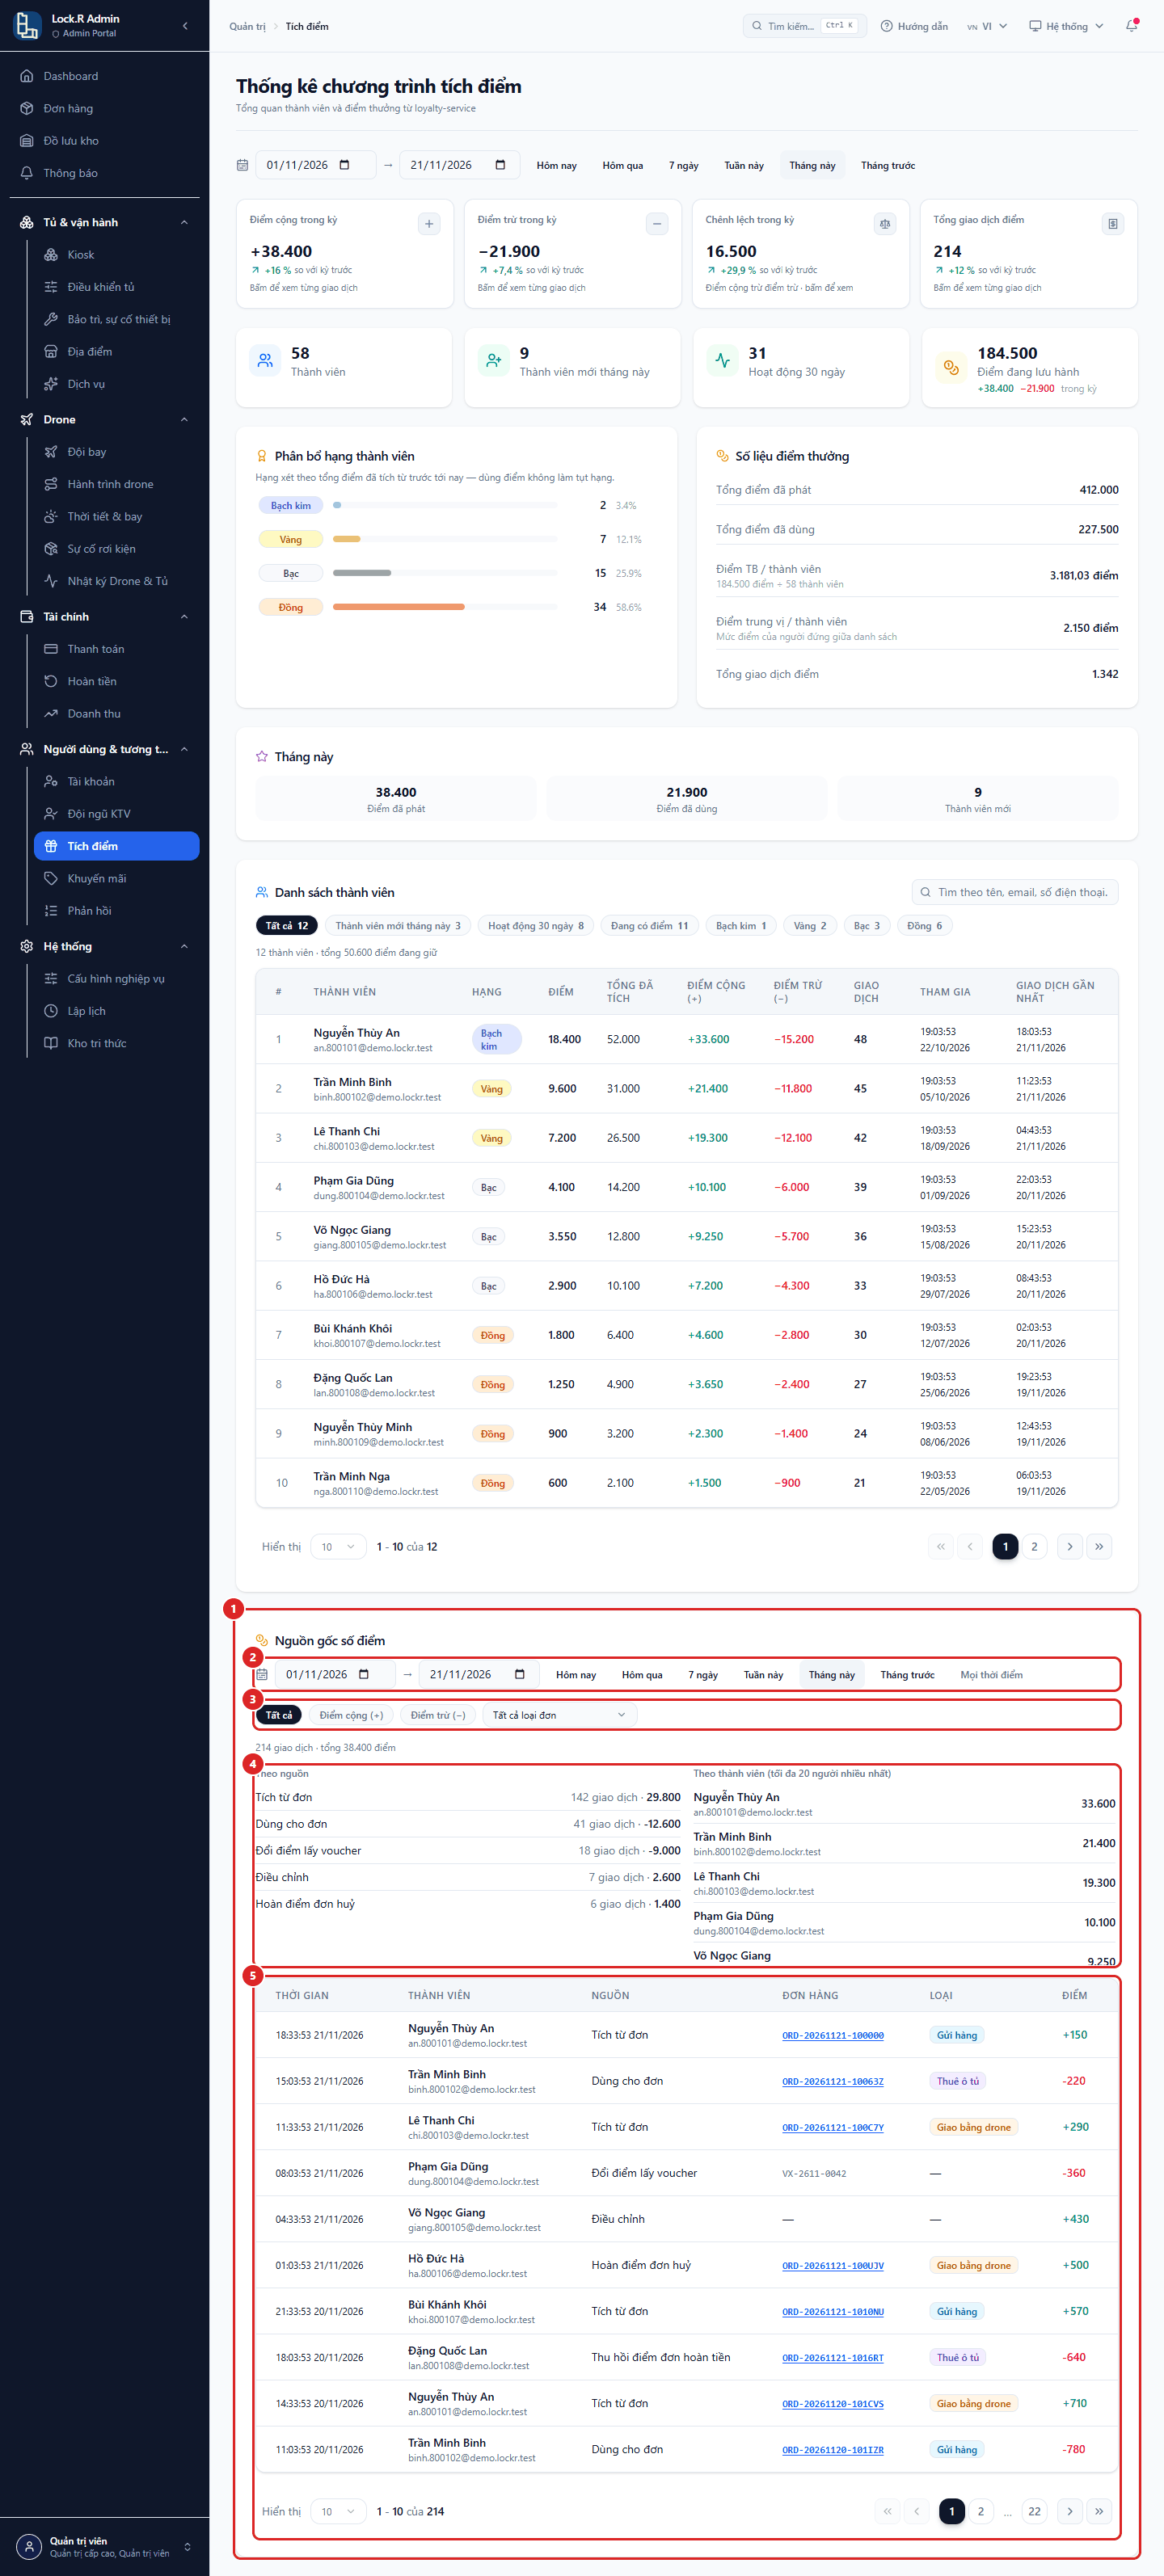 Lock.R Admin
Admin Portal
Dashboard
Đơn hàng
Đồ lưu kho
Thông báo
Tủ & vận hành
Kiosk
Điều khiển tủ
Bảo trì, sự cố thiết bị
Địa điểm
Dịch vụ
Drone
Đội bay
Hành trình drone
Thời tiết & bay
Sự cố rơi kiện
Nhật ký Drone & Tủ
Tài chính
Thanh toán
Hoàn tiền
Doanh thu
Người dùng & tương t...
Tài khoản
Đội ngũ KTV
Tích điểm
Khuyến mãi
Phản hồi
Hệ thống
Cấu hình nghiệp vụ
Lập lịch
Kho tri thức
Quản trị viên
Quản trị cấp cao, Quản trị viên
Quản trị > Tích điểm
Tìm kiếm... Ctrl K
Hướng dẫn
VN VI
Hệ thống
Thống kê chương trình tích điểm
Tổng quan thành viên và điểm thưởng từ loyalty-service
01/11/2026 → 21/11/2026 Hôm nay Hôm qua 7 ngày Tuần này Tháng này Tháng trước
Điểm cộng trong kỳ
+38.400
+16 % so với kỳ trước
Bấm để xem từng giao dịch
Điểm trừ trong kỳ
−21.900
+7,4 % so với kỳ trước
Bấm để xem từng giao dịch
Chênh lệch trong kỳ
16.500
+29,9 % so với kỳ trước
Điểm cộng trừ điểm trừ · bấm để xem
Tổng giao dịch điểm
214
+12 % so với kỳ trước
Bấm để xem từng giao dịch
58
Thành viên
9
Thành viên mới tháng này
31
Hoạt động 30 ngày
184.500
Điểm đang lưu hành
+38.400 −21.900 trong kỳ
Phân bổ hạng thành viên
Hạng xét theo tổng điểm đã tích từ trước tới nay — dùng điểm không làm tụt hạng.
Bạch kim 2 3.4%
Vàng 7 12.1%
Bạc 15 25.9%
Đồng 34 58.6%
Số liệu điểm thưởng
Tổng điểm đã phát 412.000
Tổng điểm đã dùng 227.500
Điểm TB / thành viên 3.181,03 điểm
184.500 điểm ÷ 58 thành viên
Điểm trung vị / thành viên 2.150 điểm
Mức điểm của người đứng giữa danh sách
Tổng giao dịch điểm 1.342
Tháng này
38.400
Điểm đã phát
21.900
Điểm đã dùng
9
Thành viên mới
Danh sách thành viên
Tìm theo tên, email, số điện thoại.
Tất cả 12 Thành viên mới tháng này 3 Hoạt động 30 ngày 8 Đang có điểm 11 Bạch kim 1 Vàng 2 Bạc 3 Đồng 6
12 thành viên · tổng 50.600 điểm đang giữ
# THÀNH VIÊN HẠNG ĐIỂM TỔNG ĐÃ TÍCH ĐIỂM CỘNG (+) ĐIỂM TRỪ (−) GIAO DỊCH THAM GIA GIAO DỊCH GẦN NHẤT
1 Nguyễn Thùy An Bạch kim 18.400 52.000 +33.600 −15.200 48 19:03:53 22/10/2026 18:03:53 21/11/2026
an.800101@demo.lockr.test
2 Trần Minh Bình Vàng 9.600 31.000 +21.400 −11.800 45 19:03:53 05/10/2026 11:23:53 21/11/2026
binh.800102@demo.lockr.test
3 Lê Thanh Chi Vàng 7.200 26.500 +19.300 −12.100 42 19:03:53 18/09/2026 04:43:53 21/11/2026
chi.800103@demo.lockr.test
4 Phạm Gia Dũng Bạc 4.100 14.200 +10.100 −6.000 39 19:03:53 01/09/2026 22:03:53 20/11/2026
dung.800104@demo.lockr.test
5 Võ Ngọc Giang Bạc 3.550 12.800 +9.250 −5.700 36 19:03:53 15/08/2026 15:23:53 20/11/2026
giang.800105@demo.lockr.test
6 Hồ Đức Hà Bạc 2.900 10.100 +7.200 −4.300 33 19:03:53 29/07/2026 08:43:53 20/11/2026
ha.800106@demo.lockr.test
7 Bùi Khánh Khôi Đồng 1.800 6.400 +4.600 −2.800 30 19:03:53 12/07/2026 02:03:53 20/11/2026
khoi.800107@demo.lockr.test
8 Đặng Quốc Lan Đồng 1.250 4.900 +3.650 −2.400 27 19:03:53 25/06/2026 19:23:53 19/11/2026
lan.800108@demo.lockr.test
9 Nguyễn Thùy Minh Đồng 900 3.200 +2.300 −1.400 24 19:03:53 08/06/2026 12:43:53 19/11/2026
minh.800109@demo.lockr.test
10 Trần Minh Nga Đồng 600 2.100 +1.500 −900 21 19:03:53 22/05/2026 06:03:53 19/11/2026
nga.800110@demo.lockr.test
Hiển thị 10 1 - 10 của 12 « ‹ 1 2 › »
1
Nguồn gốc số điểm
2
01/11/2026 → 21/11/2026 Hôm nay Hôm qua 7 ngày Tuần này Tháng này Tháng trước Mọi thời điểm
3
Tất cả Điểm cộng (+) Điểm trừ (−) Tất cả loại đơn
214 giao dịch · tổng 38.400 điểm
4
Theo nguồn
Tích từ đơn 142 giao dịch · 29.800
Dùng cho đơn 41 giao dịch · -12.600
Đổi điểm lấy voucher 18 giao dịch · -9.000
Điều chỉnh 7 giao dịch · 2.600
Hoàn điểm đơn huỷ 6 giao dịch · 1.400
Theo thành viên (tối đa 20 người nhiều nhất)
Nguyễn Thùy An 33.600
an.800101@demo.lockr.test
Trần Minh Bình 21.400
binh.800102@demo.lockr.test
Lê Thanh Chi 19.300
chi.800103@demo.lockr.test
Phạm Gia Dũng 10.100
dung.800104@demo.lockr.test
Võ Ngọc Giang 9.250
5
THỜI GIAN THÀNH VIÊN NGUỒN ĐƠN HÀNG LOẠI ĐIỂM
18:33:53 21/11/2026 Nguyễn Thùy An Tích từ đơn ORD-20261121-100000 Gửi hàng +150
an.800101@demo.lockr.test
15:03:53 21/11/2026 Trần Minh Bình Dùng cho đơn ORD-20261121-10063Z Thuê ô tủ -220
binh.800102@demo.lockr.test
11:33:53 21/11/2026 Lê Thanh Chi Tích từ đơn ORD-20261121-100C7Y Giao bằng drone +290
chi.800103@demo.lockr.test
08:03:53 21/11/2026 Phạm Gia Dũng Đổi điểm lấy voucher VX-2611-0042 — -360
dung.800104@demo.lockr.test
04:33:53 21/11/2026 Võ Ngọc Giang Điều chỉnh — — +430
giang.800105@demo.lockr.test
01:03:53 21/11/2026 Hồ Đức Hà Hoàn điểm đơn huỷ ORD-20261121-100UJV Giao bằng drone +500
ha.800106@demo.lockr.test
21:33:53 20/11/2026 Bùi Khánh Khôi Tích từ đơn ORD-20261121-1010NU Gửi hàng +570
khoi.800107@demo.lockr.test
18:03:53 20/11/2026 Đặng Quốc Lan Thu hồi điểm đơn hoàn tiền ORD-20261121-1016RT Thuê ô tủ -640
lan.800108@demo.lockr.test
14:33:53 20/11/2026 Nguyễn Thùy An Tích từ đơn ORD-20261120-101CVS Giao bằng drone +710
an.800101@demo.lockr.test
11:03:53 20/11/2026 Trần Minh Bình Dùng cho đơn ORD-20261120-101IZR Gửi hàng -780
binh.800102@demo.lockr.test
Hiển thị 10 1 - 10 của 214 « ‹ 1 2 ... 22 › »